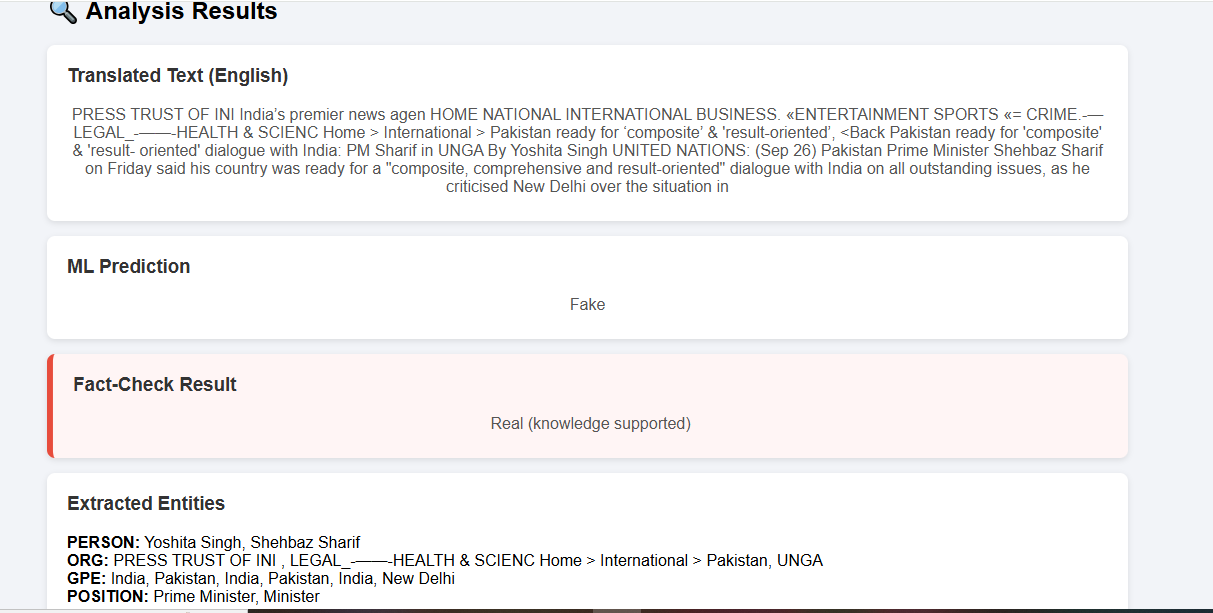 🔍 Analysis Results
Translated Text (English)
PRESS TRUST OF INI India's premier news agen HOME NATIONAL INTERNATIONAL BUSINESS. «ENTERTAINMENT SPORTS «= CRIME.-—
LEGAL_-——-HEALTH & SCIENC Home > International > Pakistan ready for ‘composite’ & 'result-oriented’, <Back Pakistan ready for 'composite'
& 'result- oriented' dialogue with India: PM Sharif in UNGA By Yoshita Singh UNITED NATIONS: (Sep 26) Pakistan Prime Minister Shehbaz Sharif
on Friday said his country was ready for a "composite, comprehensive and result-oriented" dialogue with India on all outstanding issues, as he
criticised New Delhi over the situation in
ML Prediction
Fake
Fact-Check Result
Real (knowledge supported)
Extracted Entities
PERSON: Yoshita Singh, Shehbaz Sharif
ORG: PRESS TRUST OF INI , LEGAL_-——-HEALTH & SCIENC Home > International > Pakistan, UNGA
GPE: India, Pakistan, India, Pakistan, India, New Delhi
POSITION: Prime Minister, Minister